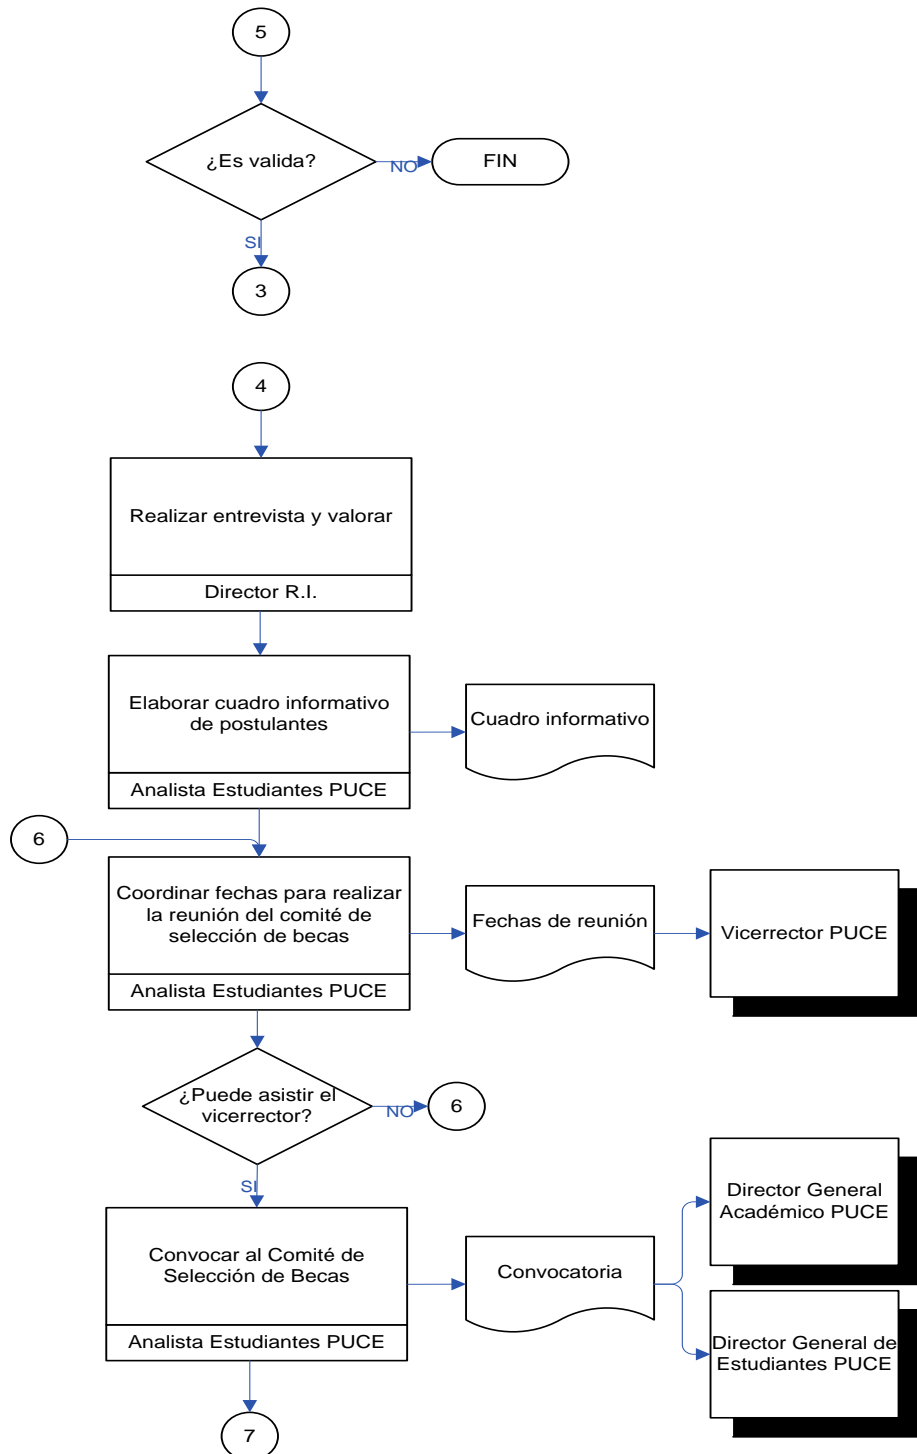 5
¿Es valida?
NO
FIN
SI
3
4
Realizar entrevista y valorar
Director R.I.
Elaborar cuadro informativo
de postulantes
Cuadro informativo
Analista Estudiantes PUCE
6
Coordinar fechas para realizar
la reunión del comité de
selección de becas
Fechas de reunión
Vicerrector PUCE
Analista Estudiantes PUCE
¿Puede asistir el
vicerrector?
NO
6
SI
Convocar al Comité de
Selección de Becas
Convocatoria
Director General
Académico PUCE
Analista Estudiantes PUCE
Director General de
Estudiantes PUCE
7